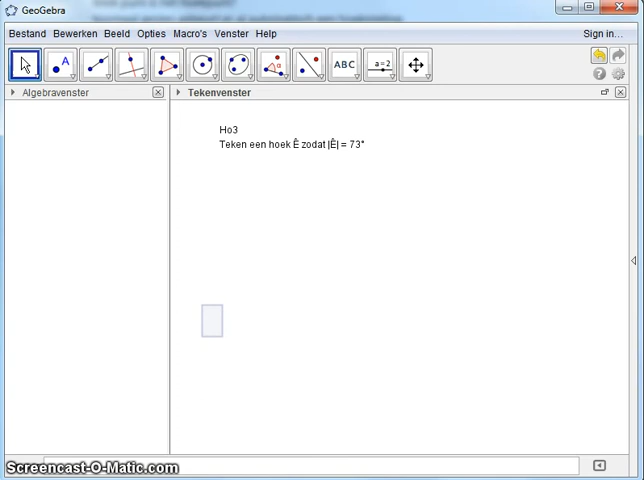 GeoGebra
Bestand Bewerken Beeld Opties Macro's Venster Help Sign in...
A α ABC a = 2
Algebravenster Tekenvenster
Ho3
Teken een hoek Ê zodat |Ê| = 73°
Screencast-O-Matic.com